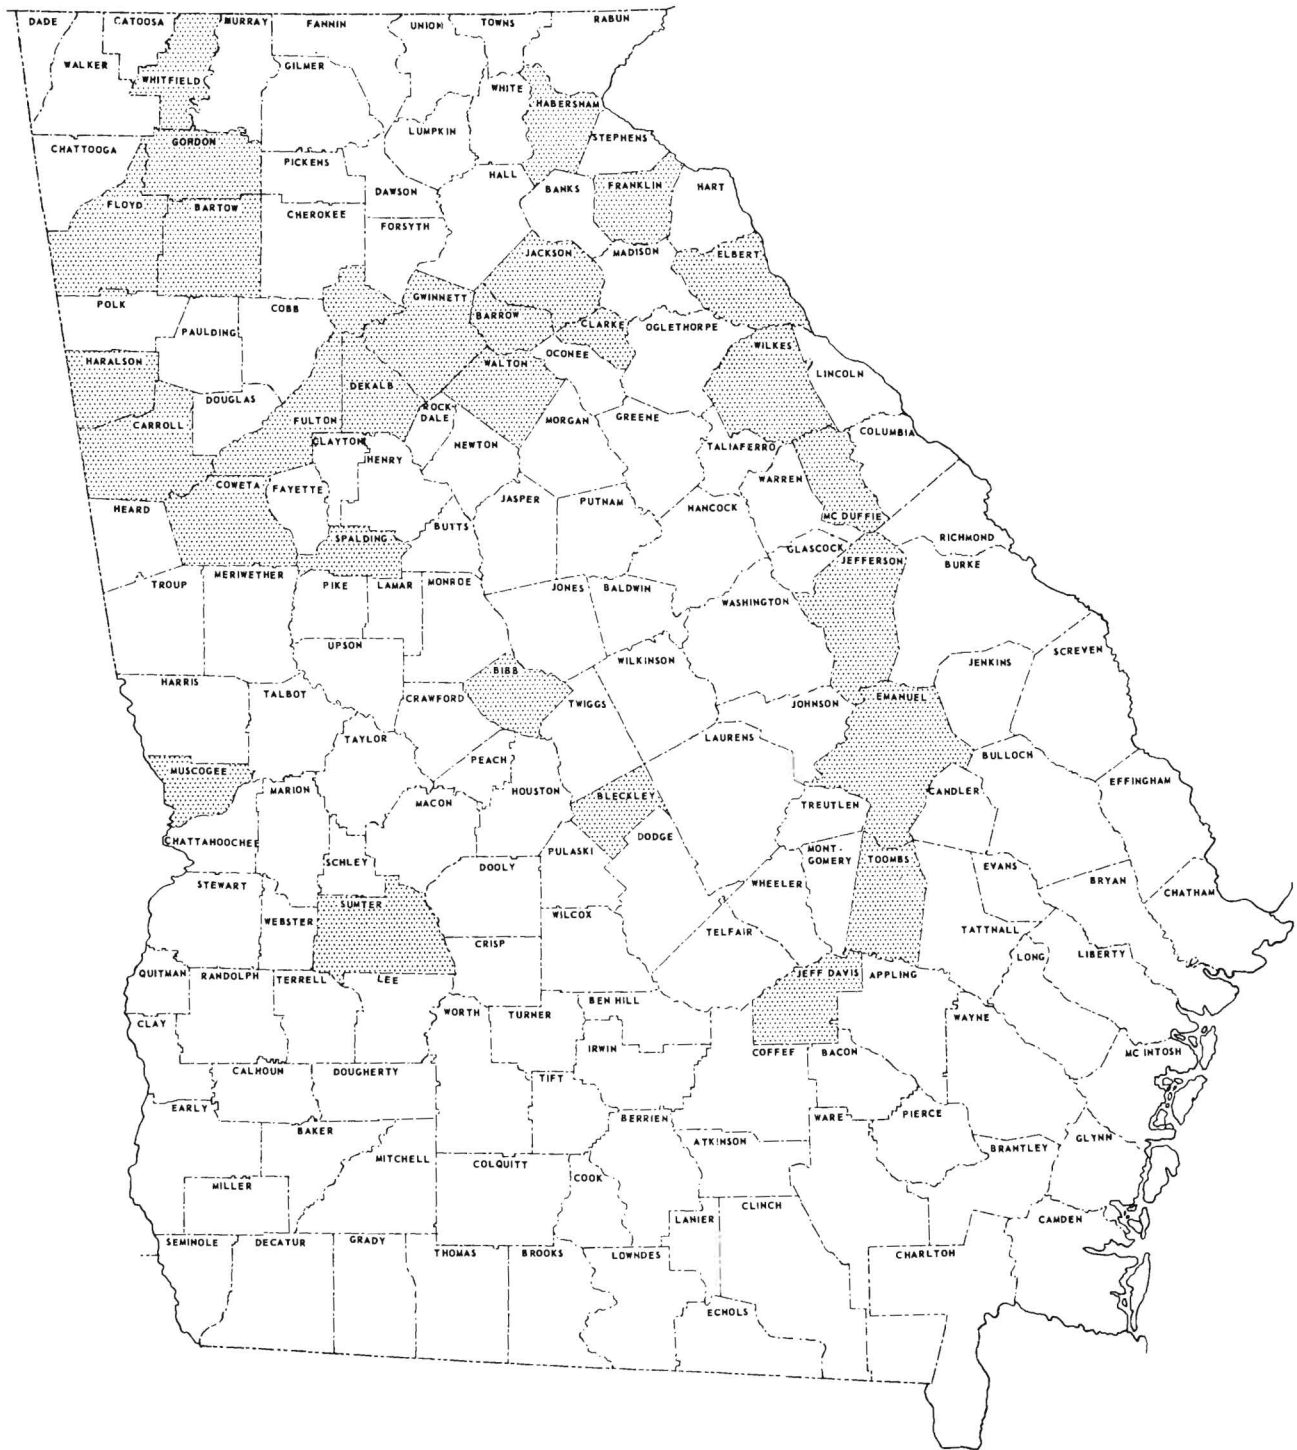 DADE
CATOOSA
MURRAY
FANNIN
UNION
TOWNS
RABUN
WALKER
WHITFIELD
GILMER
WHITE
HABERSHAM
LUMPKIN
STEPHENS
CHATTOOGA
GORDON
PICKENS
HALL
BANKS
FRANKLIN
HART
DAWSON
FLOYD
BARTOW
CHEROKEE
FORSYTH
JACKSON
MADISON
ELBERT
POLK
COBB
GWINNETT
BARROW
CLARKE
OGLETHORPE
PAULDING
OCONEE
WILKES
HARALSON
WALTON
LINCOLN
DEKALB
DOUGLAS
ROCK-
DALE
CARROLL
FULTON
MORGAN
GREENE
CLAYTON
NEWTON
TALIAFERRO
COLUMBIA
HENRY
WARREN
COWETA
FAYETTE
HEARD
JASPER
PUTNAM
HANCOCK
MC DUFFIE
BUTTS
SPALDING
GLASCOCK
RICHMOND
JEFFERSON
BURKE
TROUP
MERIWETHER
PIKE
LAMAR
MONROE
JONES
BALDWIN
WASHINGTON
UPSON
WILKINSON
SCREVEN
JENKINS
HARRIS
TALBOT
BIBB
CRAWFORD
TWIGGS
JOHNSON
EMANUEL
TAYLOR
LAURENS
PEACH
BULLOCH
MUSCOGEE
MARION
MACON
HOUSTON
BLECKLEY
TREUTLEN
CANDLER
EFFINGHAM
CHATTAHOOCHEE
SCHLEY
DOOLY
PULASKI
DODGE
MONT-
GOMERY
TOOMBS
EVANS
STEWART
WHEELER
BRYAN
CHATHAM
WEBSTER
SUMTER
WILCOX
TELFAIR
TATTNALL
CRISP
QUITMAN
RANDOLPH
TERRELL
LEE
JEFF DAVIS
APPLING
LONG
LIBERTY
BEN HILL
CLAY
WORTH
TURNER
WAYNE
IRWIN
COFFEF
BACON
MC INTOSH
CALHOUN
DOUGHERTY
TIFT
EARLY
BERRIEN
WARE
PIERCE
BAKER
ATKINSON
GLYNN
MITCHELL
COLQUITT
COOK
BRANTLEY
MILLER
LANIER
CLINCH
CAMDEN
SEMINOLE
DECATUR
GRADY
THOMAS
BROOKS
LOWNDES
CHARLTON
ECHOLS